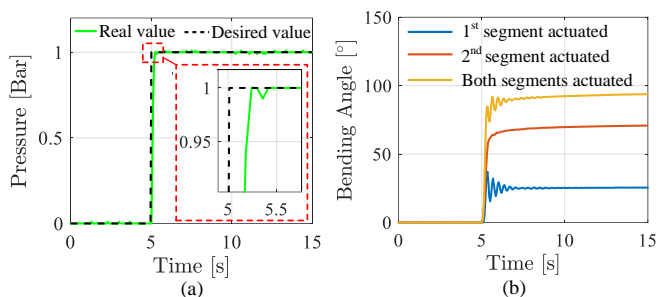 Real value
Desired value
1
0
Pressure [Bar]
1
0.95
5
5.5
0
5
10
15
Time [s]
(a)
150
100
50
0
Bending Angle [°]
1st segment actuated
2nd segment actuated
Both segments actuated
0
5
10
15
Time [s]
(b)